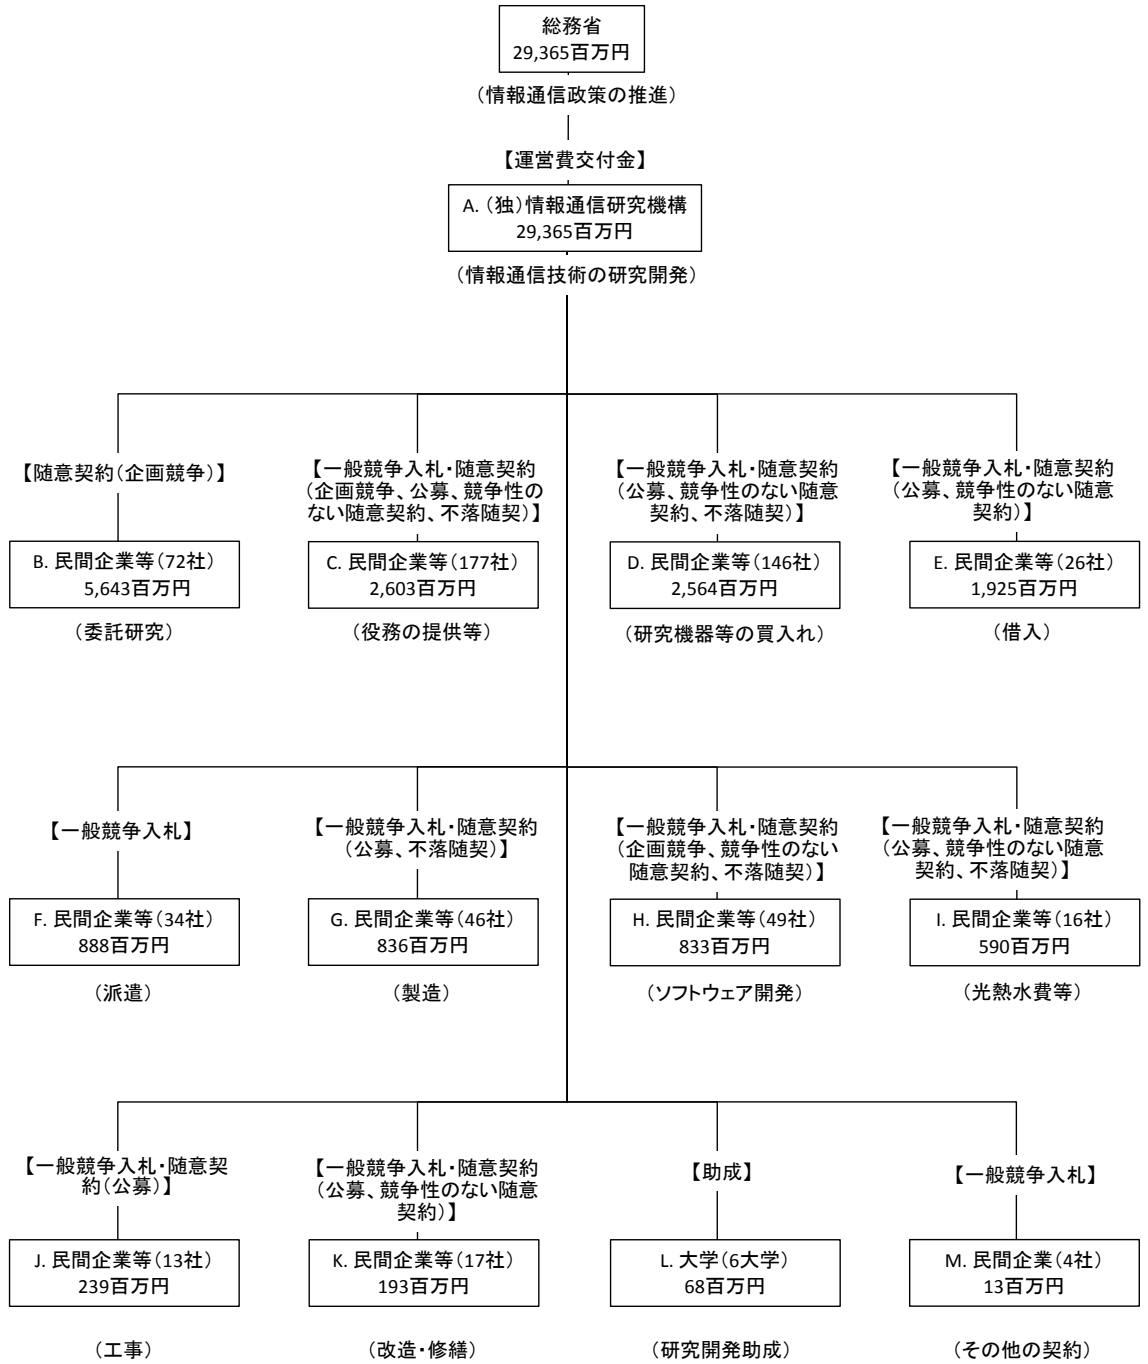 総務省
29,365百万円
（情報通信政策の推進）
【運営費交付金】
A.（独）情報通信研究機構
29,365百万円
（情報通信技術の研究開発）
【随意契約（企画競争）】
B. 民間企業等（72社）
5,643百万円
（委託研究）
【一般競争入札・随意契約
（企画競争、公募、競争性の
ない随意契約、不落随契）】
C. 民間企業等（177社）
2,603百万円
（役務の提供等）
【一般競争入札・随意契約
（公募、競争性のない随意
契約、不落随契）】
D. 民間企業等（146社）
2,564百万円
（研究機器等の買入れ）
【一般競争入札・随意契約
（公募、競争性のない随意
契約）】
E. 民間企業等（26社）
1,925百万円
（借入）
【一般競争入札】
F. 民間企業等（34社）
888百万円
（派遣）
【一般競争入札・随意契約
（公募、不落随契）】
G. 民間企業等（46社）
836百万円
（製造）
【一般競争入札・随意契約
（企画競争、競争性のない
随意契約、不落随契）】
H. 民間企業等（49社）
833百万円
（ソフトウェア開発）
【一般競争入札・随意契約
（公募、競争性のない随意
契約、不落随契）】
I. 民間企業等（16社）
590百万円
（光熱水費等）
【一般競争入札・随意契
約（公募）】
J. 民間企業等（13社）
239百万円
（工事）
【一般競争入札・随意契約
（公募、競争性のない随意
契約）】
K. 民間企業等（17社）
193百万円
（改造・修繕）
【助成】
L. 大学（6大学）
68百万円
（研究開発助成）
【一般競争入札】
M. 民間企業（4社）
13百万円
（その他の契約）